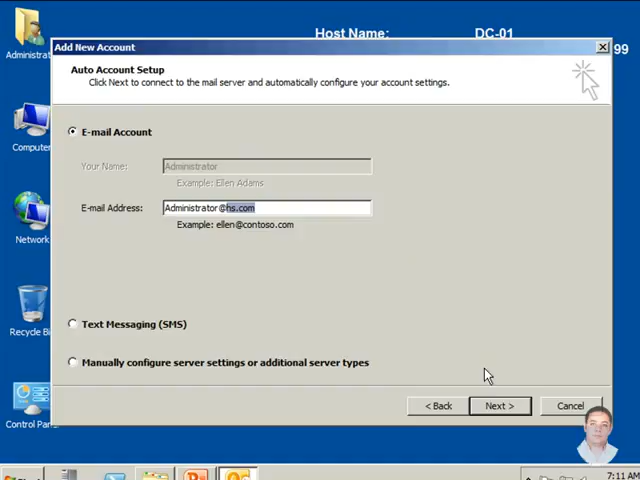 Host Name: DC-01
99
Administrat
Add New Account
Auto Account Setup
Click Next to connect to the mail server and automatically configure your account settings.
E-mail Account
Computer
Your Name: Administrator
Example: Ellen Adams
E-mail Address: Administrator@hs.com
Example: ellen@contoso.com
Network
Text Messaging (SMS)
Recycle Bi
Manually configure server settings or additional server types
< Back Next > Cancel
Control Pan
7:11 AM